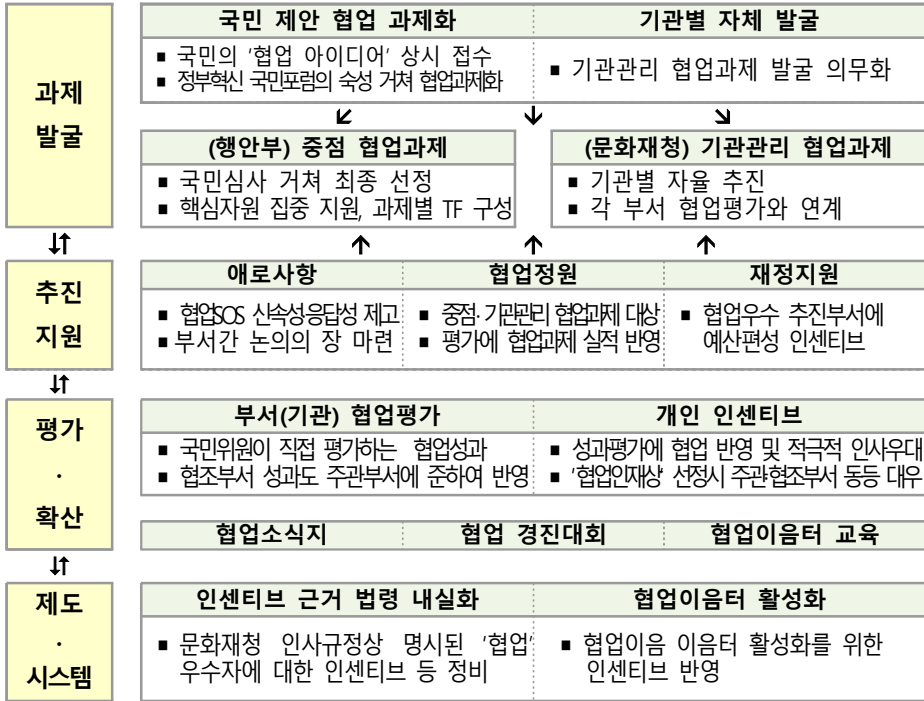 과제
발굴
국민 제안 협업 과제화
기관별 자체 발굴
▪ 국민의 '협업 아이디어' 상시 접수
▪ 정부혁신 국민포럼의 숙성 거쳐 협업과제화
▪ 기관관리 협업과제 발굴 의무화
(행안부) 중점 협업과제
(문화재청) 기관관리 협업과제
▪ 국민심사 거쳐 최종 선정
▪ 핵심자원 집중 지원, 과제별 TF 구성
▪ 기관별 자율 추진
▪ 각 부서 협업평가와 연계
추진
지원
애로사항
협업정원
재정지원
▪ 협업SOS 신속성·응답성 제고
▪ 부서간 논의의 장 마련
▪ 중점·기관관리 협업과제 대상
▪ 평가에 협업과제 실적 반영
▪ 협업우수 추진부서에
예산편성 인센티브
평가
·
확산
부서(기관) 협업평가
개인 인센티브
▪ 국민위원이 직접 평가하는 협업성과
▪ 협조부서 성과도 주관부서에 준하여 반영
▪ 성과평가에 협업 반영 및 적극적 인사우대
▪ '협업인재상' 선정시 주관·협조부서 동등 대우
협업소식지
협업 경진대회
협업이음터 교육
제도
·
시스템
인센티브 근거 법령 내실화
협업이음터 활성화
▪ 문화재청 인사규정상 명시된 '협업'
우수자에 대한 인센티브 등 정비
▪ 협업이음 이음터 활성화를 위한
인센티브 반영